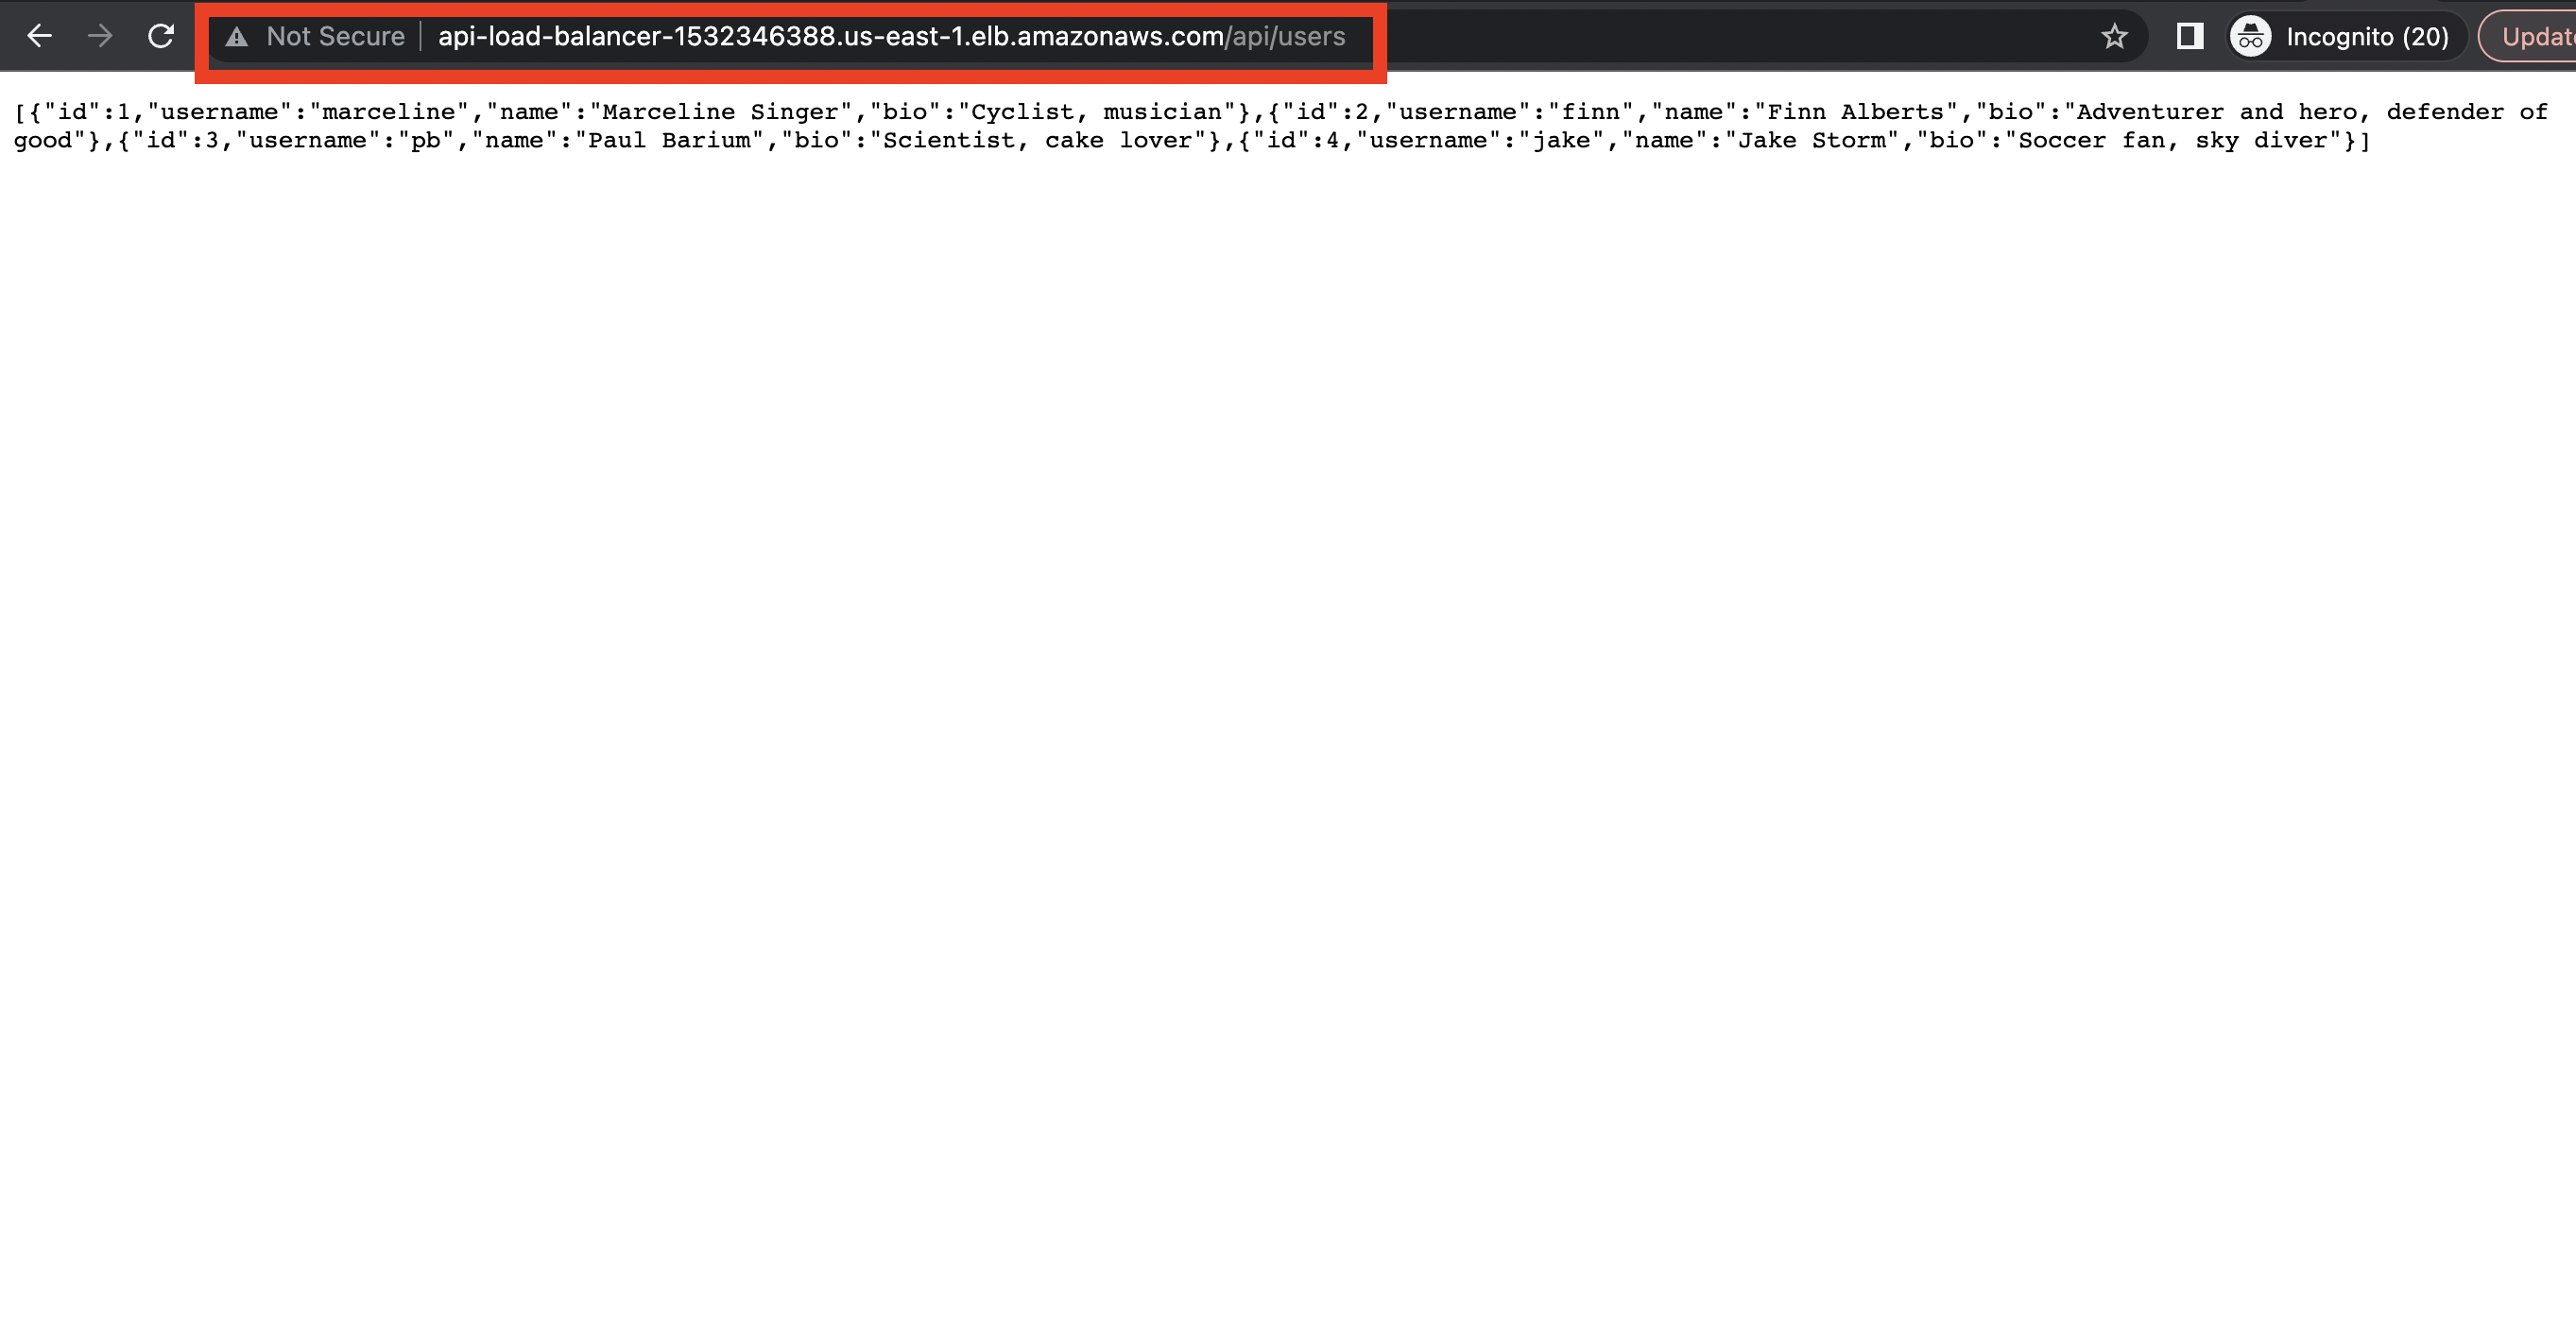 Not Secure | api-load-balancer-1532346388.us-east-1.elb.amazonaws.com/api/users Incognito (20)
[{"id":1,"username":"marceline","name":"Marceline Singer","bio":"Cyclist, musician"},{"id":2,"username":"finn","name":"Finn Alberts","bio":"Adventurer and hero, defender of
good"},{"id":3,"username":"pb","name":"Paul Barium","bio":"Scientist, cake lover"},{"id":4,"username":"jake","name":"Jake Storm","bio":"Soccer fan, sky diver"}]